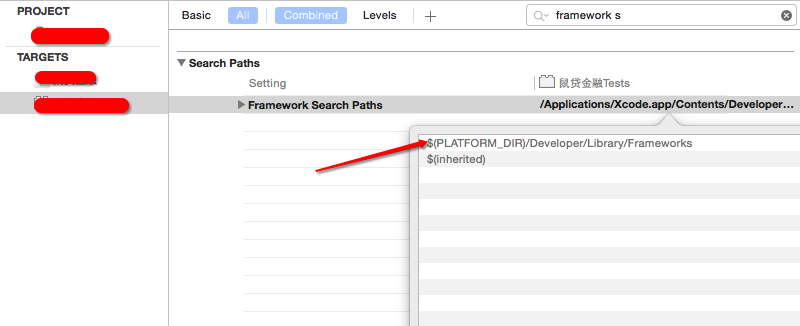 PROJECT
TARGETS
Basic All Combined Levels + framework s
Search Paths
Setting 鼠贷金融Tests
Framework Search Paths /Applications/Xcode.app/Contents/Developer...
$(PLATFORM_DIR)/Developer/Library/Frameworks
$(inherited)